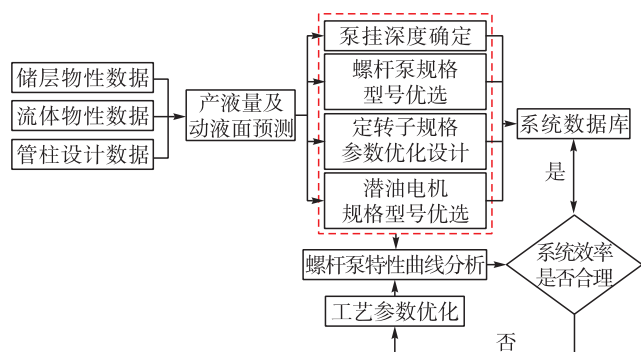 储层物性数据
流体物性数据
管柱设计数据
产液量及
动液面预测
泵挂深度确定
螺杆泵规格
型号优选
定转子规格
参数优化设计
潜油电机
规格型号优选
系统数据库
是
系统效率
是否合理
螺杆泵特性曲线分析
工艺参数优化
否